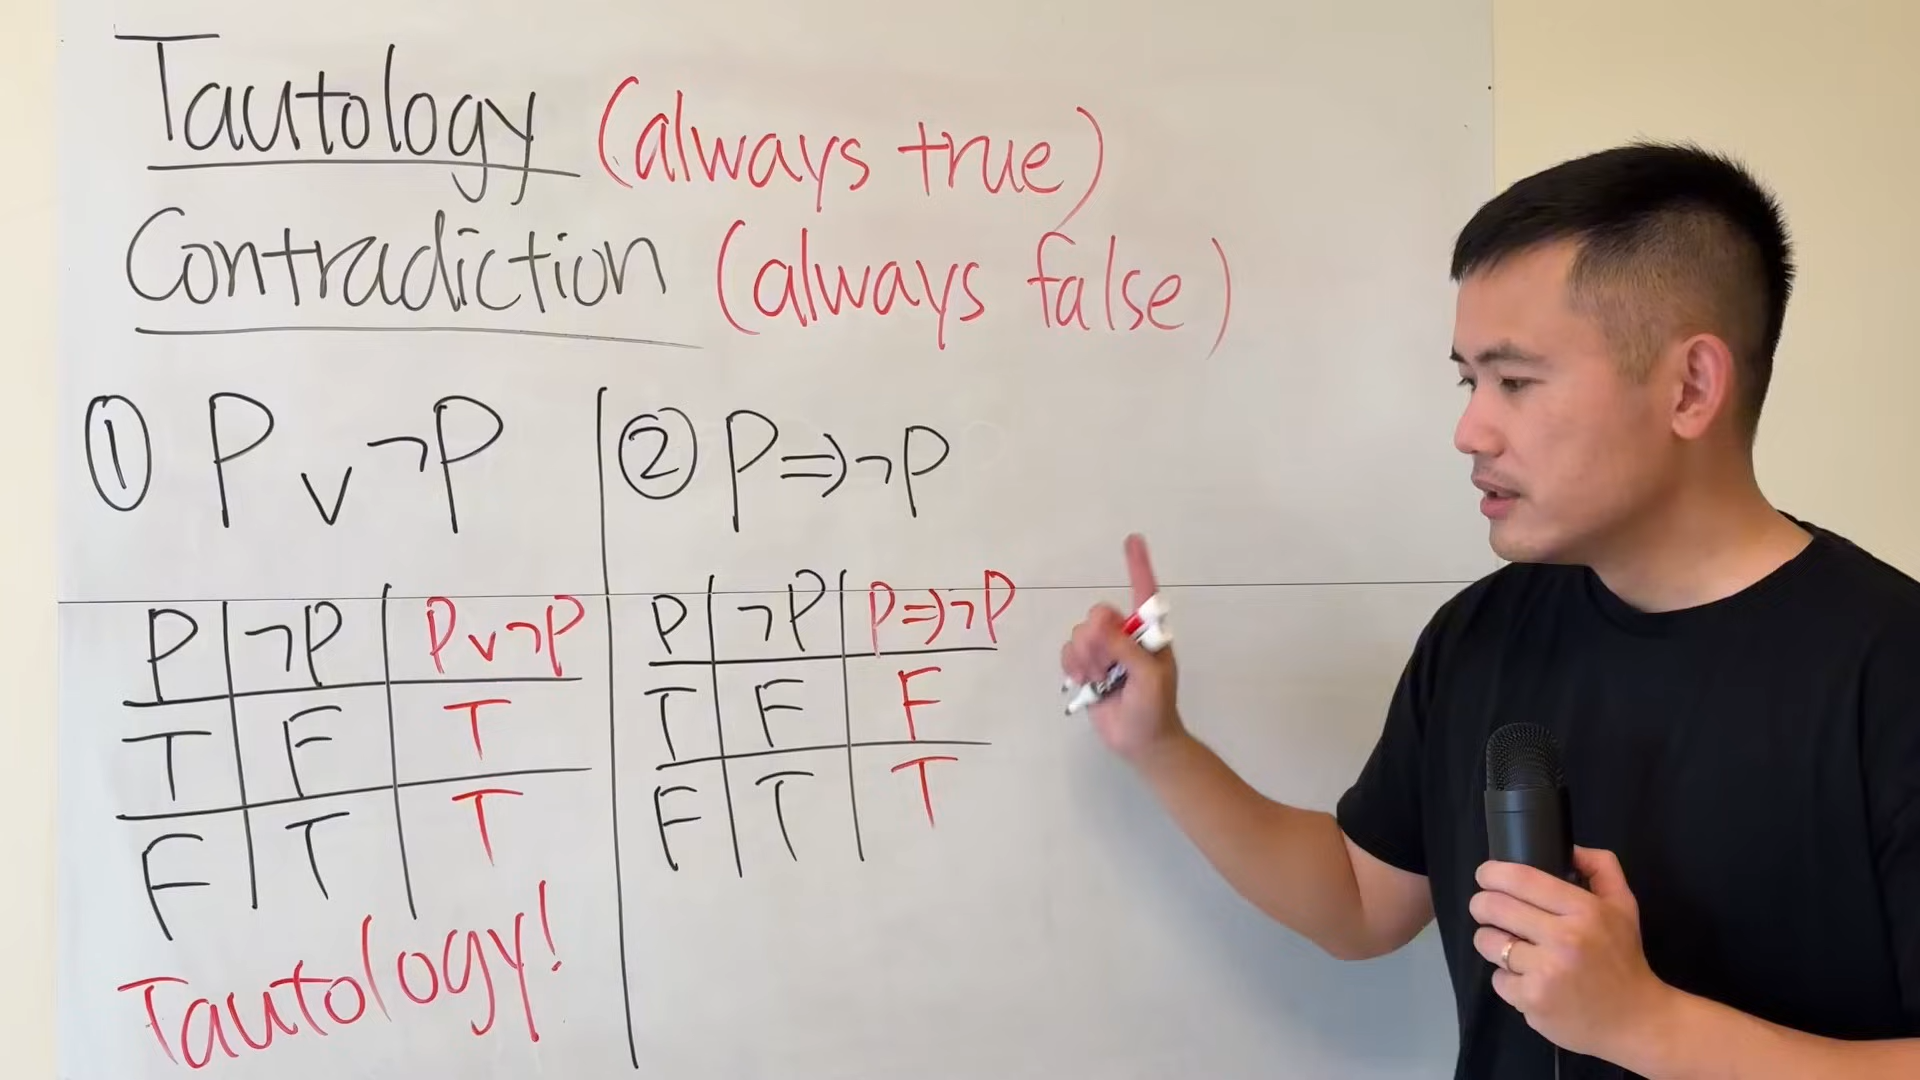 Tautology (always true)
Contradiction (always false)
① P ∨ ¬P
P | ¬P | P∨¬P
T | F | T
F | T | T
Tautology!
② P⇒¬P
P | ¬P | P⇒¬P
T | F | F
F | T | T